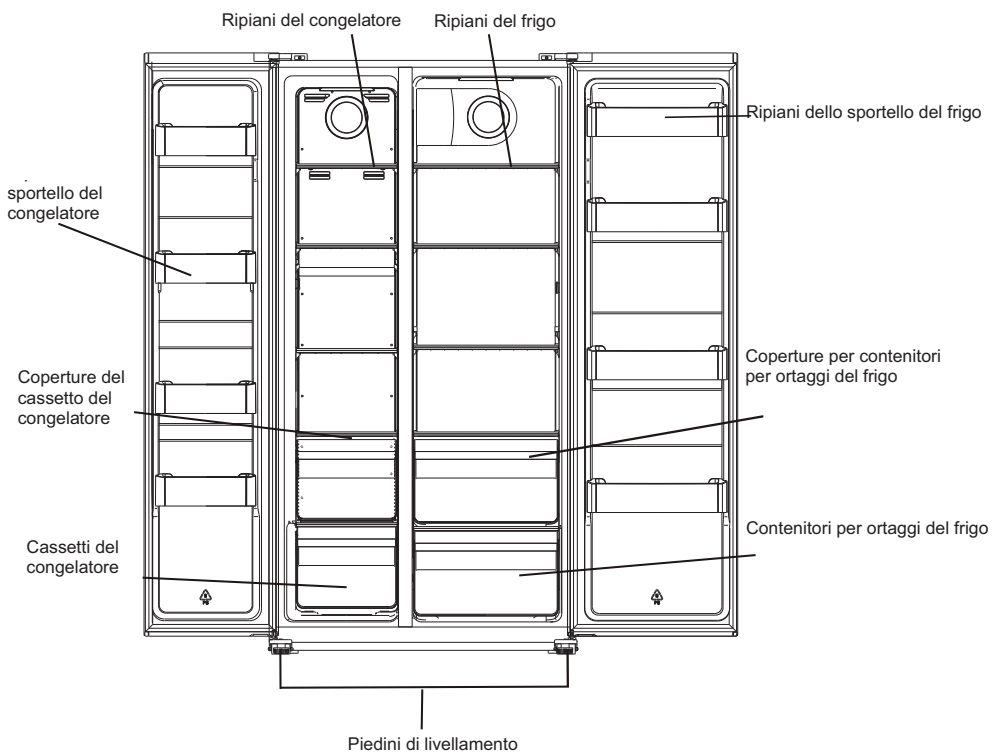 Ripiani del congelatore
Ripiani del frigo
Ripiani dello sportello del frigo
sportello del
congelatore
Coperture per contenitori
per ortaggi del frigo
Coperture del
cassetto del
congelatore
Contenitori per ortaggi del frigo
Cassetti del
congelatore
Piedini di livellamento